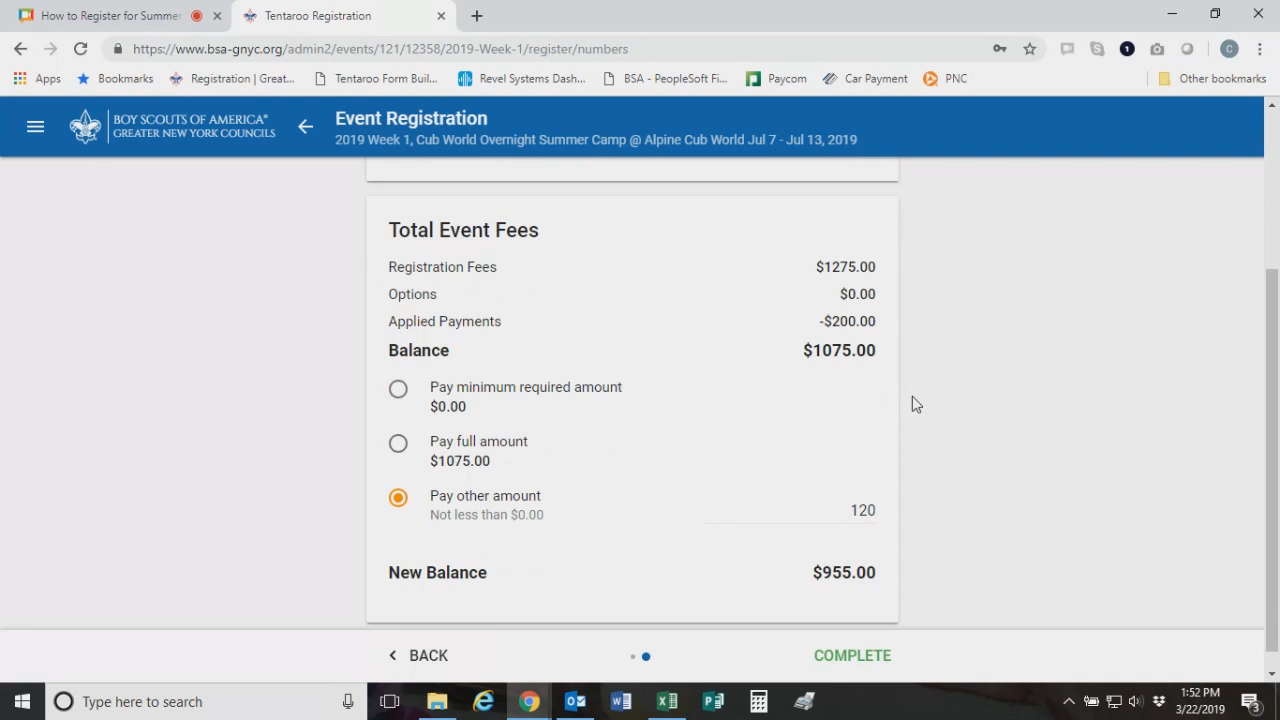 How to Register for Summer
Tentaroo Registration
https://www.bsa-gnyc.org/admin2/events/121/12358/2019-Week-1/register/numbers
1
C
Apps
Bookmarks
Registration | Great...
Tentaroo Form Buil...
Revel Systems Dash...
BSA - PeopleSoft Fi...
Paycom
Car Payment
PNC
Other bookmarks
BOY SCOUTS OF AMERICA®
GREATER NEW YORK COUNCILS
Event Registration
2019 Week 1, Cub World Overnight Summer Camp @ Alpine Cub World Jul 7 - Jul 13, 2019
Total Event Fees
Registration Fees $1275.00
Options $0.00
Applied Payments -$200.00
Balance $1075.00
Pay minimum required amount
$0.00
Pay full amount
$1075.00
Pay other amount
Not less than $0.00 120
New Balance $955.00
BACK
COMPLETE
Type here to search
1:52 PM
3/22/2019
3